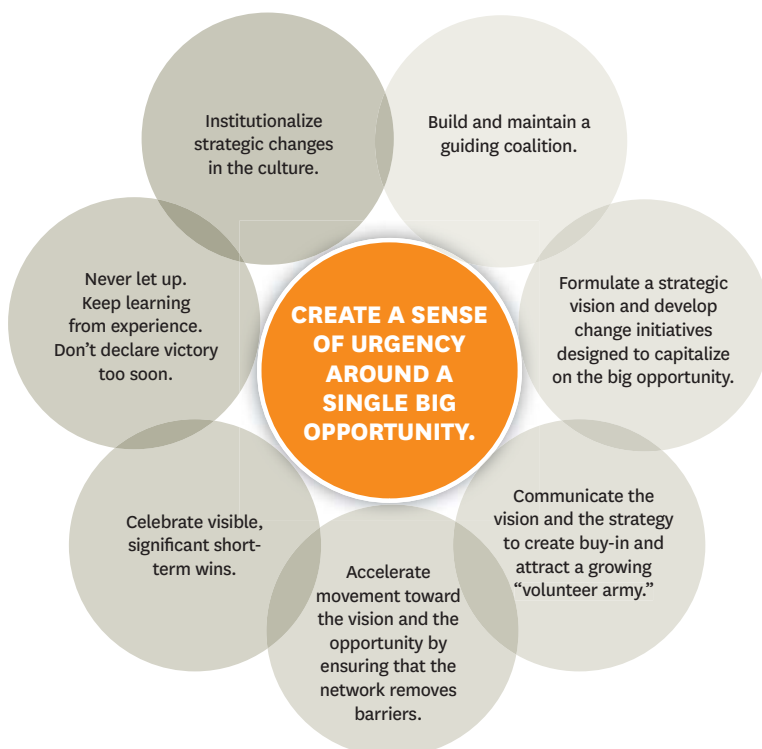 CREATE A SENSE
OF URGENCY
AROUND A
SINGLE BIG
OPPORTUNITY.
Build and maintain a
guiding coalition.
Formulate a strategic
vision and develop
change initiatives
designed to capitalize
on the big opportunity.
Communicate the
vision and the strategy
to create buy-in and
attract a growing
“volunteer army.”
Accelerate
movement toward
the vision and the
opportunity by
ensuring that the
network removes
barriers.
Celebrate visible,
significant short-
term wins.
Never let up.
Keep learning
from experience.
Don’t declare victory
too soon.
Institutionalize
strategic changes
in the culture.